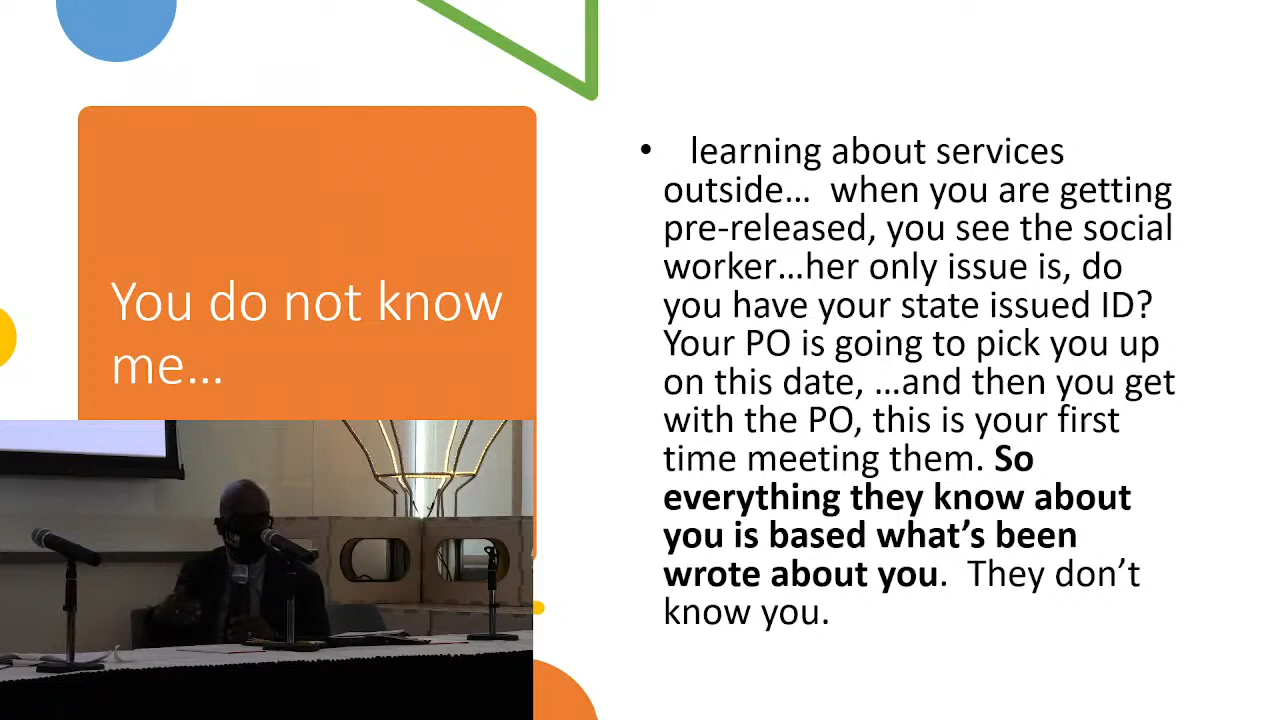 You do not know
me…
• learning about services
outside… when you are getting
pre-released, you see the social
worker…her only issue is, do
you have your state issued ID?
Your PO is going to pick you up
on this date, …and then you get
with the PO, this is your first
time meeting them. So
everything they know about
you is based what’s been
wrote about you. They don’t
know you.